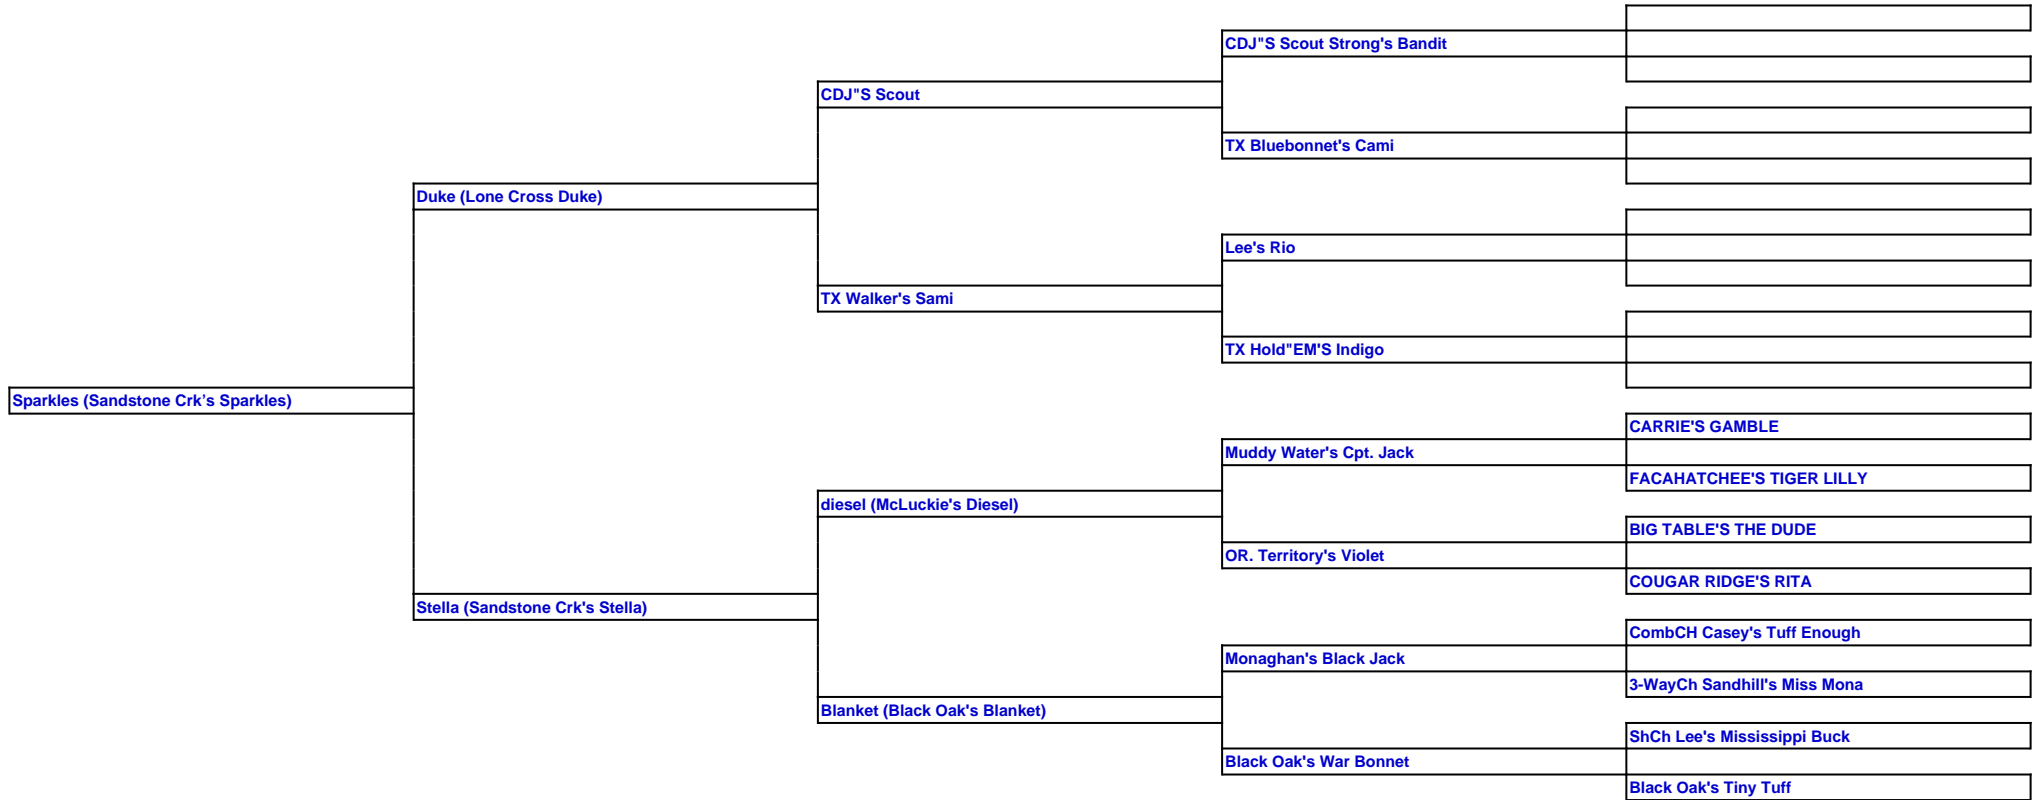 CDJ"S Scout Strong's Bandit
CDJ"S Scout
TX Bluebonnet's Cami
Duke (Lone Cross Duke)
Lee's Rio
TX Walker's Sami
TX Hold"EM'S Indigo
Sparkles (Sandstone Crk’s Sparkles)
CARRIE'S GAMBLE
Muddy Water's Cpt. Jack
FACAHATCHEE'S TIGER LILLY
diesel (McLuckie's Diesel)
BIG TABLE'S THE DUDE
OR. Territory's Violet
COUGAR RIDGE'S RITA
Stella (Sandstone Crk's Stella)
CombCH Casey's Tuff Enough
Monaghan's Black Jack
3-WayCh Sandhill's Miss Mona
Blanket (Black Oak's Blanket)
ShCh Lee's Mississippi Buck
Black Oak's War Bonnet
Black Oak's Tiny Tuff